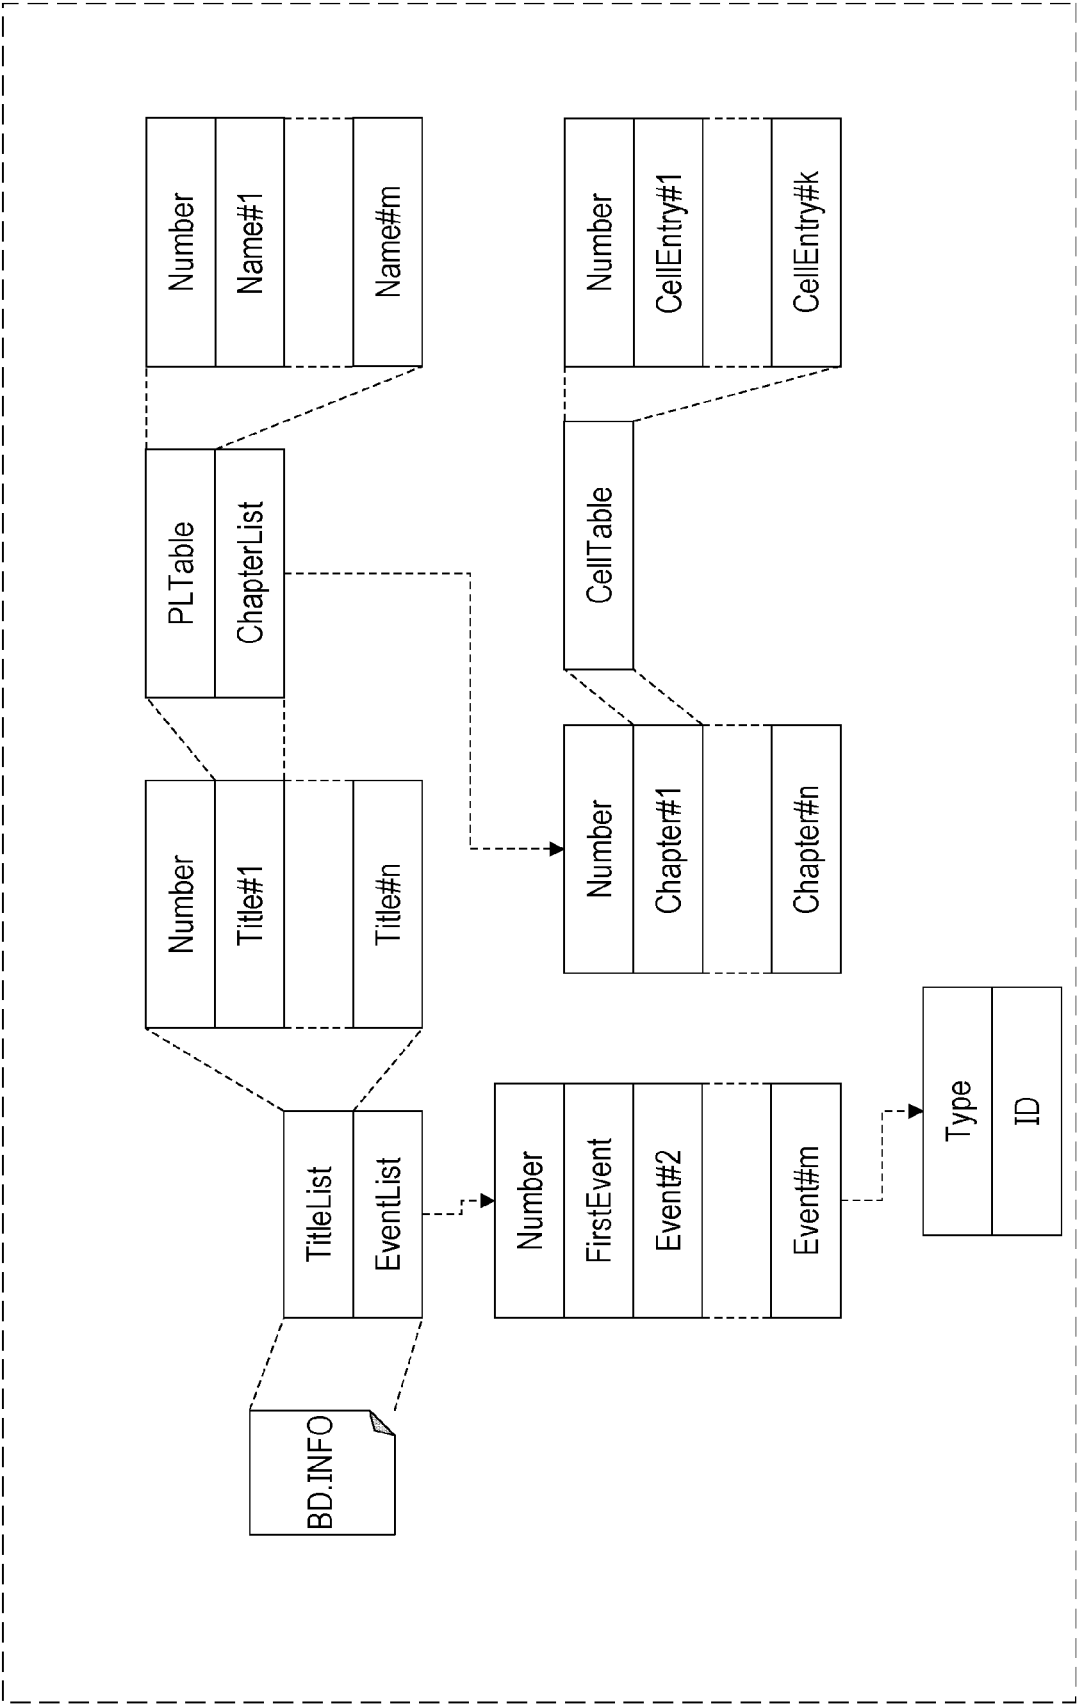 BD.INFO
TitleList
EventList
Number
Title#1
Title#n
PLTable
ChapterList
Number
Name#1
Name#m
Number
FirstEvent
Event#2
Event#m
Type
ID
Number
Chapter#1
Chapter#n
CellTable
Number
CellEntry#1
CellEntry#k